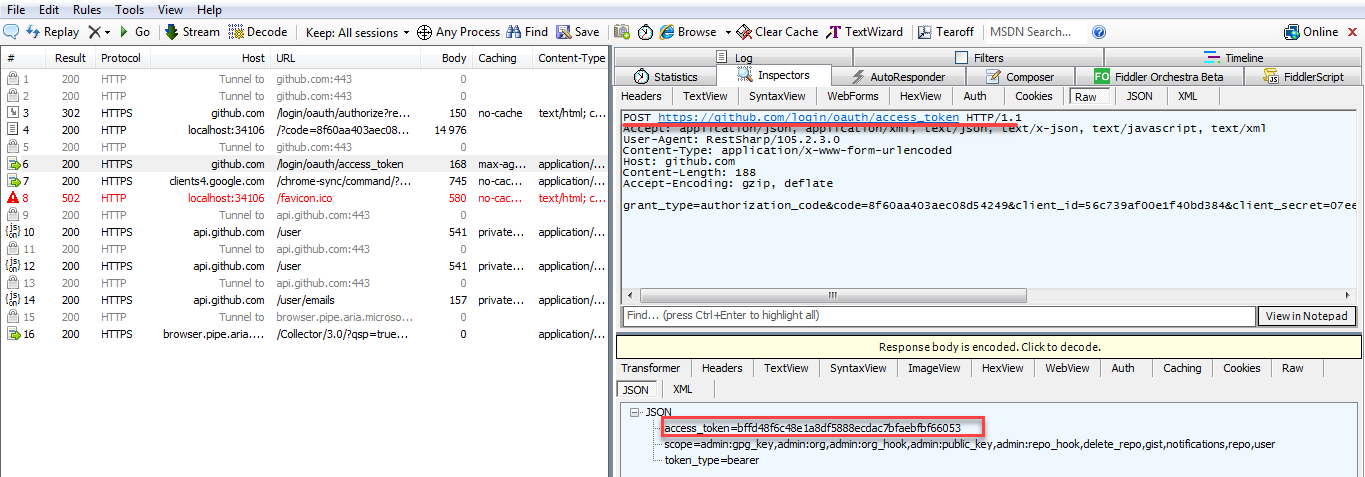 File Edit Rules Tools View Help
Replay Go Stream Decode Keep: All sessions Any Process Find Save Browse Clear Cache TextWizard Tearoff MSDN Search... Online
# Result Protocol Host URL Body Caching Content-Type
1 200 HTTP Tunnel to github.com:443 0
2 200 HTTP Tunnel to github.com:443 0
3 302 HTTPS github.com /login/oauth/authorize?re... 150 no-cache text/html; c...
4 200 HTTP localhost:34106 /?code=8f60aa403aec08... 14 976
5 200 HTTP Tunnel to github.com:443 0
6 200 HTTPS github.com /login/oauth/access_token 168 max-ag... application/...
7 200 HTTPS clients4.google.com /chrome-sync/command/?... 745 no-cac... application/...
8 502 HTTP localhost:34106 /favicon.ico 580 no-cac... text/html; c...
9 200 HTTP Tunnel to api.github.com:443 0
10 200 HTTPS api.github.com /user 541 private... application/...
11 200 HTTP Tunnel to api.github.com:443 0
12 200 HTTPS api.github.com /user 541 private... application/...
13 200 HTTP Tunnel to api.github.com:443 0
14 200 HTTPS api.github.com /user/emails 157 private... application/...
15 200 HTTP Tunnel to browser.pipe.aria.microso... 0
16 200 HTTPS browser.pipe.aria.... /Collector/3.0/?qsp=true... 0 application/...
Log Filters Timeline
Statistics Inspectors AutoResponder Composer FO Fiddler Orchestra Beta FiddlerScript
Headers TextView SyntaxView WebForms HexView Auth Cookies Raw JSON XML
POST https://github.com/login/oauth/access_token HTTP/1.1
Accept: application/json, application/xml, text/json, text/x-json, text/javascript, text/xml
User-Agent: RestSharp/105.2.3.0
Content-Type: application/x-www-form-urlencoded
Host: github.com
Content-Length: 188
Accept-Encoding: gzip, deflate
grant_type=authorization_code&code=8f60aa403aec08d54249&client_id=56c739af00e1f40bd384&client_secret=07ee
Find... (press Ctrl+Enter to highlight all) View in Notepad
Response body is encoded. Click to decode.
Transformer Headers TextView SyntaxView ImageView HexView WebView Auth Caching Cookies Raw
JSON XML
JSON
access_token=bffd48f6c48e1a8df5888ecdac7bfaebfbf66053
scope=admin:gpg_key,admin:org,admin:org_hook,admin:public_key,admin:repo_hook,delete_repo,gist,notifications,repo,user
token_type=bearer